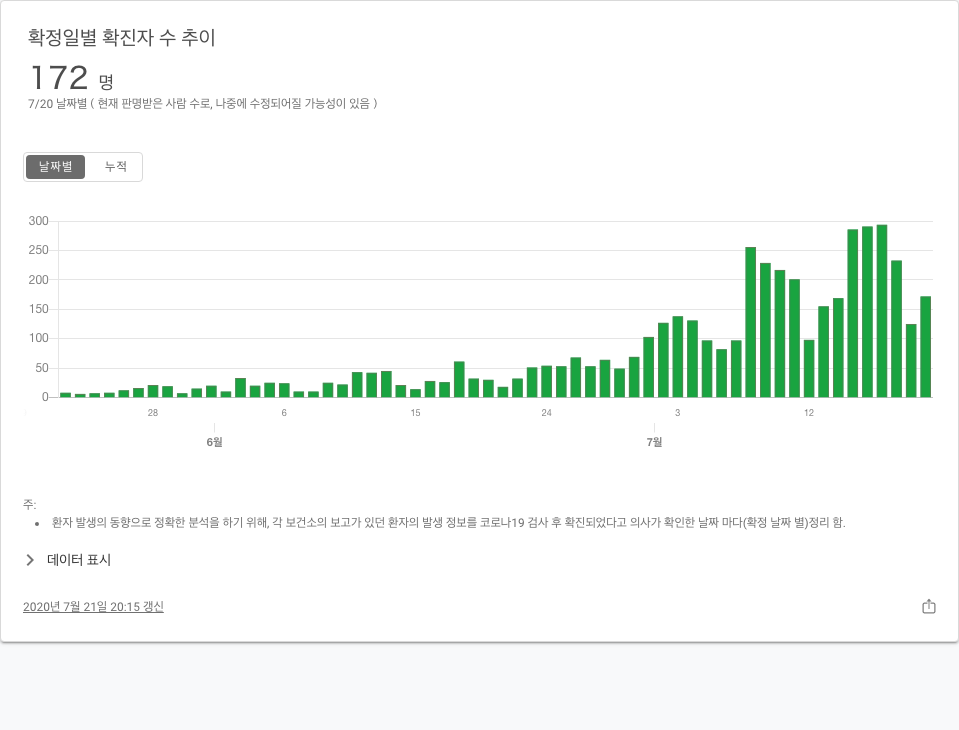 확정일별 확진자 수 추이
172 명
7/20 날짜별 ( 현재 판명받은 사람 수로, 나중에 수정되어질 가능성이 있음 )
날짜별 누적
300
250
200
150
100
50
0
28 6 15 24 3 12
6월 7월
주:
• 환자 발생의 동향으로 정확한 분석을 하기 위해, 각 보건소의 보고가 있던 환자의 발생 정보를 코로나19 검사 후 확진되었다고 의사가 확인한 날짜 마다(확정 날짜 별)정리 함.
데이터 표시
2020년 7월 21일 20:15 갱신